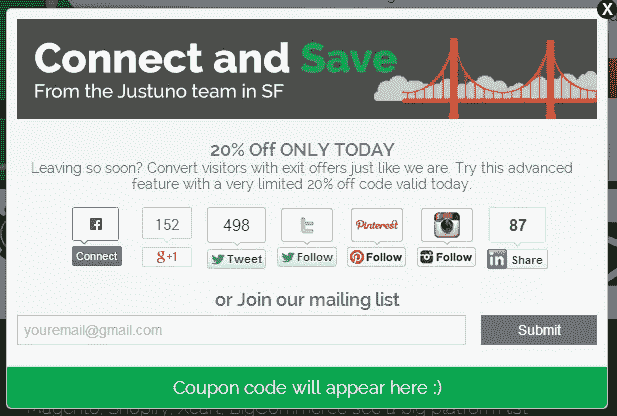 X
Connect and Save
From the Justuno team in SF
20% Off ONLY TODAY
Leaving so soon? Convert visitors with exit offers just like we are. Try this advanced
feature with a very limited 20% off code valid today.
152 498 Pinterest 87
Connect g+1 Tweet Follow Follow Follow in Share
or Join our mailing list
youremail@gmail.com Submit
Coupon code will appear here :)